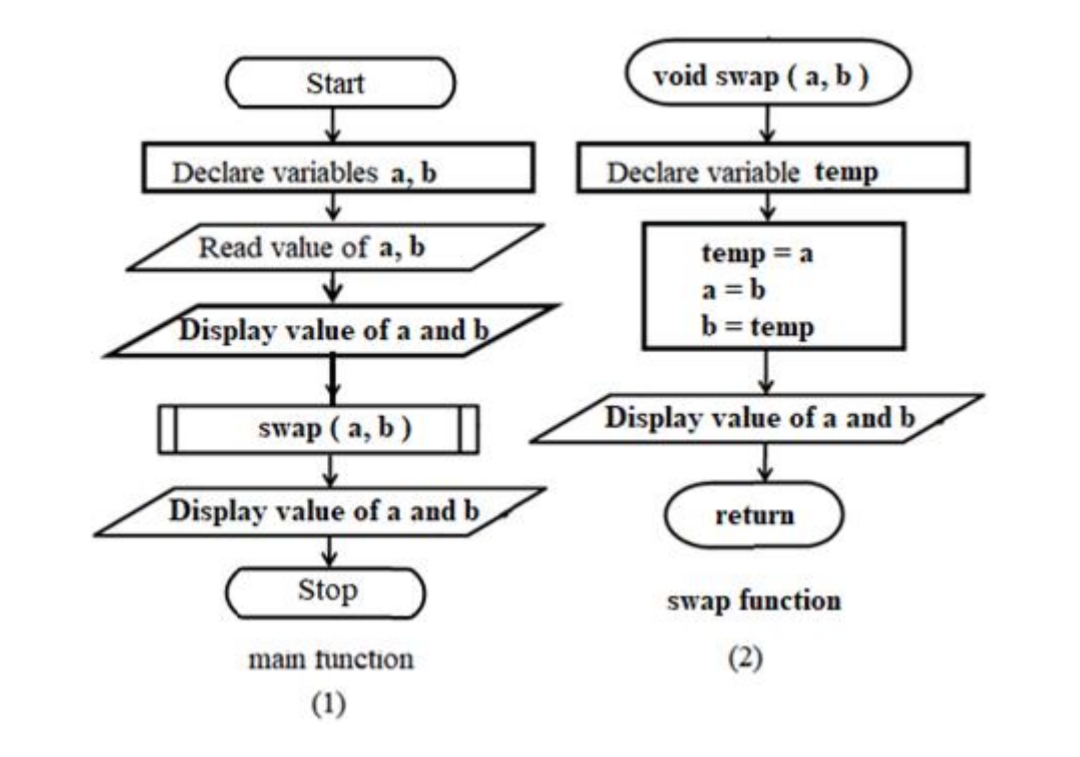 Start
Declare variables a, b
Read value of a, b
Display value of a and b
swap ( a, b )
Display value of a and b
Stop
main function
(1)
void swap ( a, b )
Declare variable temp
temp = a
a = b
b = temp
Display value of a and b
return
swap function
(2)